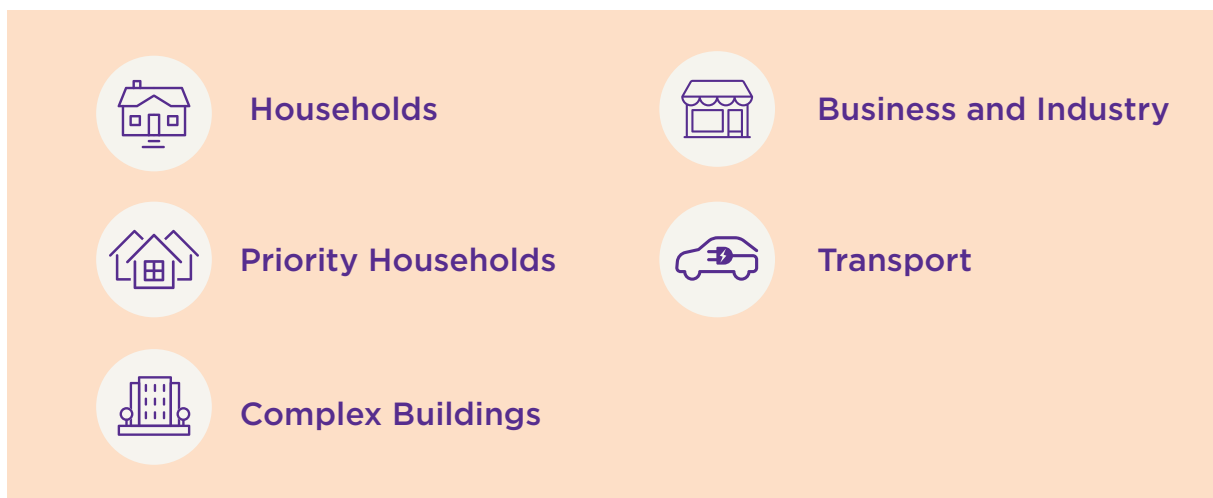 Households
Priority Households
Complex Buildings
Business and Industry
Transport